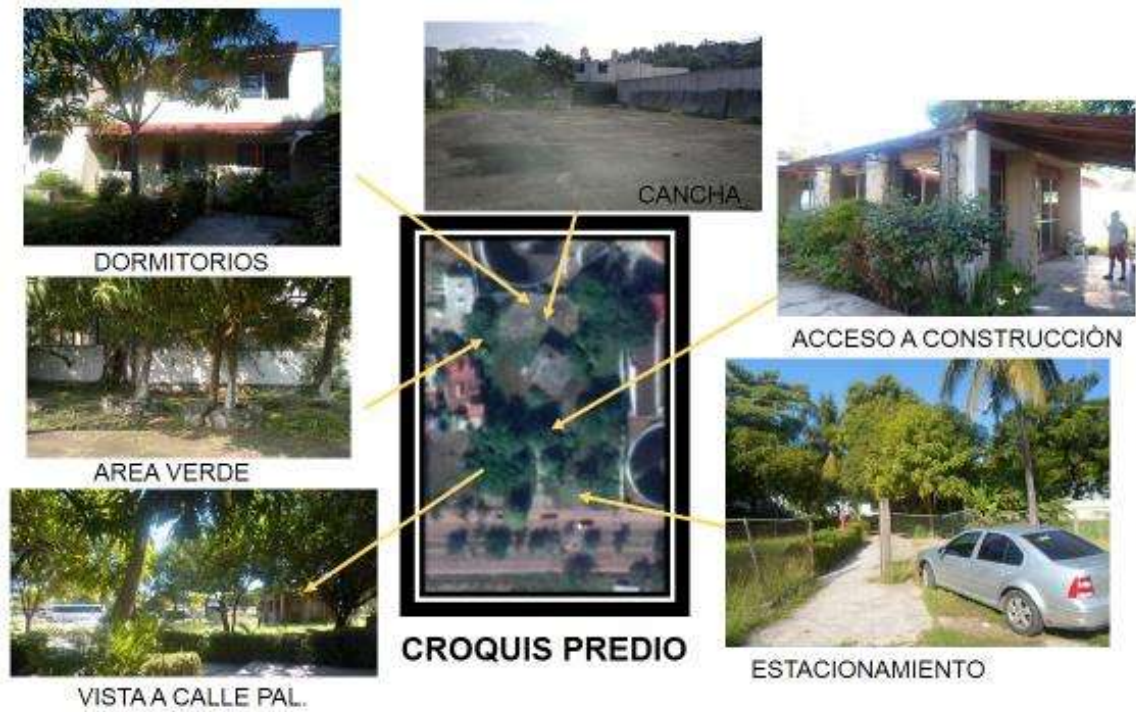 CANCHA
DORMITORIOS
ACCESO A CONSTRUCCIÒN
AREA VERDE
CROQUIS PREDIO
ESTACIONAMIENTO
VISTA A CALLE PAL.